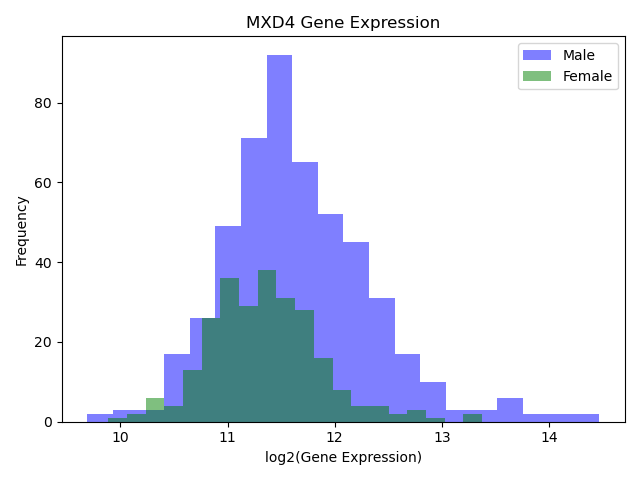 MXD4 Gene Expression
Male
Female
Frequency
80
60
40
20
0
10 11 12 13 14
log2(Gene Expression)